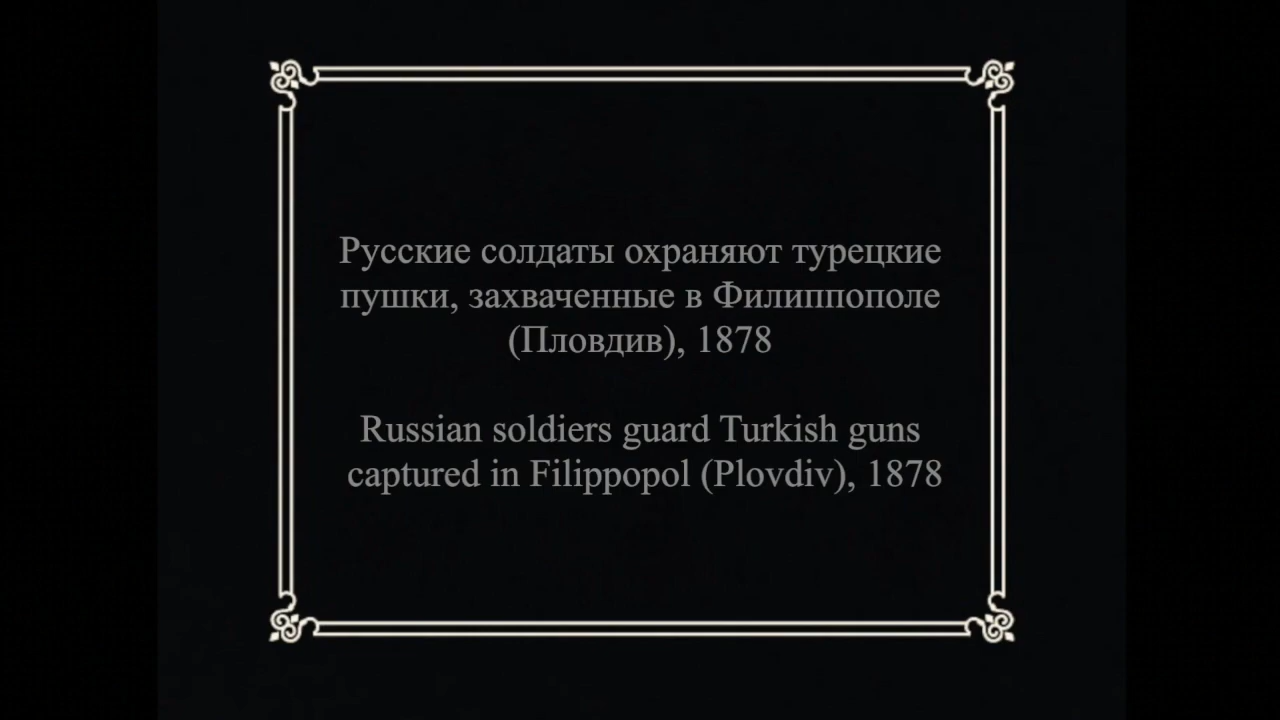 Русские солдаты охраняют турецкие
пушки, захваченные в Филиппополе
(Пловдив), 1878
Russian soldiers guard Turkish guns
captured in Filippopol (Plovdiv), 1878